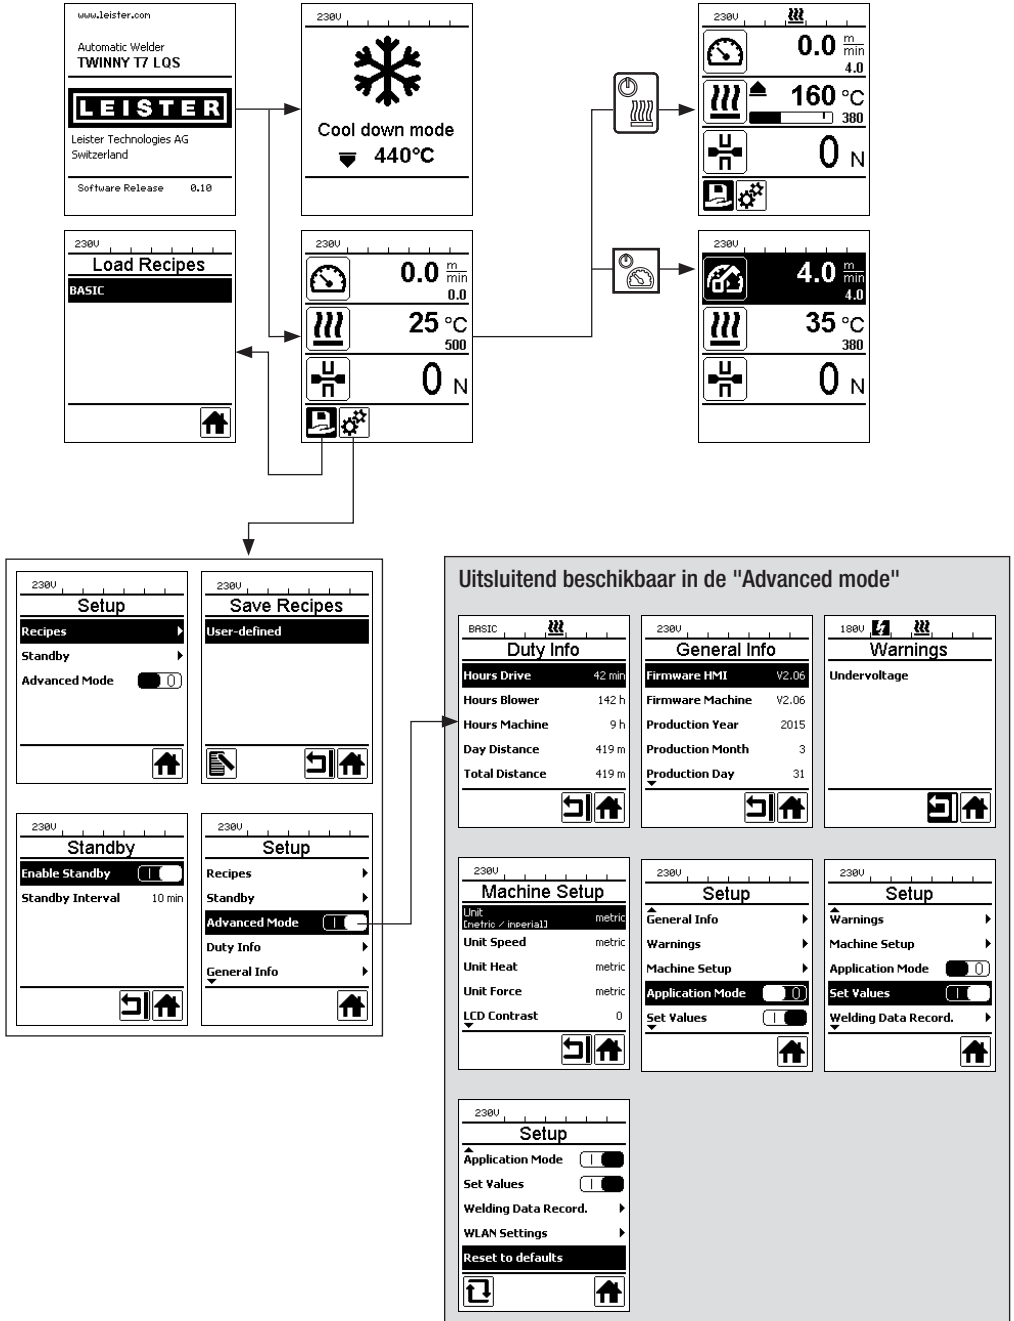 www.leister.com
Automatic Welder
TWINNY T7 LQS
LEISTER
Leister Technologies AG
Switzerland
Software Release 0.10
230V
Cool down mode
440°C
230V
0.0 m/min
4.0
160 °C
380
0 N
230V
Load Recipes
BASIC
230V
0.0 m/min
0.0
25 °C
500
0 N
230V
4.0 m/min
4.0
35 °C
380
0 N
230V
Setup
Recipes
Standby
Advanced Mode 0
230V
Save Recipes
User-defined
230V
Standby
Enable Standby I
Standby Interval 10 min
230V
Setup
Recipes
Standby
Advanced Mode I
Duty Info
General Info
Uitsluitend beschikbaar in de "Advanced mode"
BASIC
Duty Info
Hours Drive 42 min
Hours Blower 142 h
Hours Machine 9 h
Day Distance 419 m
Total Distance 419 m
230V
General Info
Firmware HMI V2.06
Firmware Machine V2.06
Production Year 2015
Production Month 3
Production Day 31
180V
Warnings
Undervoltage
230V
Machine Setup
Unit
[metric / inperial] metric
Unit Speed metric
Unit Heat metric
Unit Force metric
LCD Contrast 0
230V
Setup
General Info
Warnings
Machine Setup
Application Mode 0
Set Values I
230V
Setup
Warnings
Machine Setup
Application Mode 0
Set Values I
Welding Data Record.
230V
Setup
Application Mode I
Set Values I
Welding Data Record.
WLAN Settings
Reset to defaults